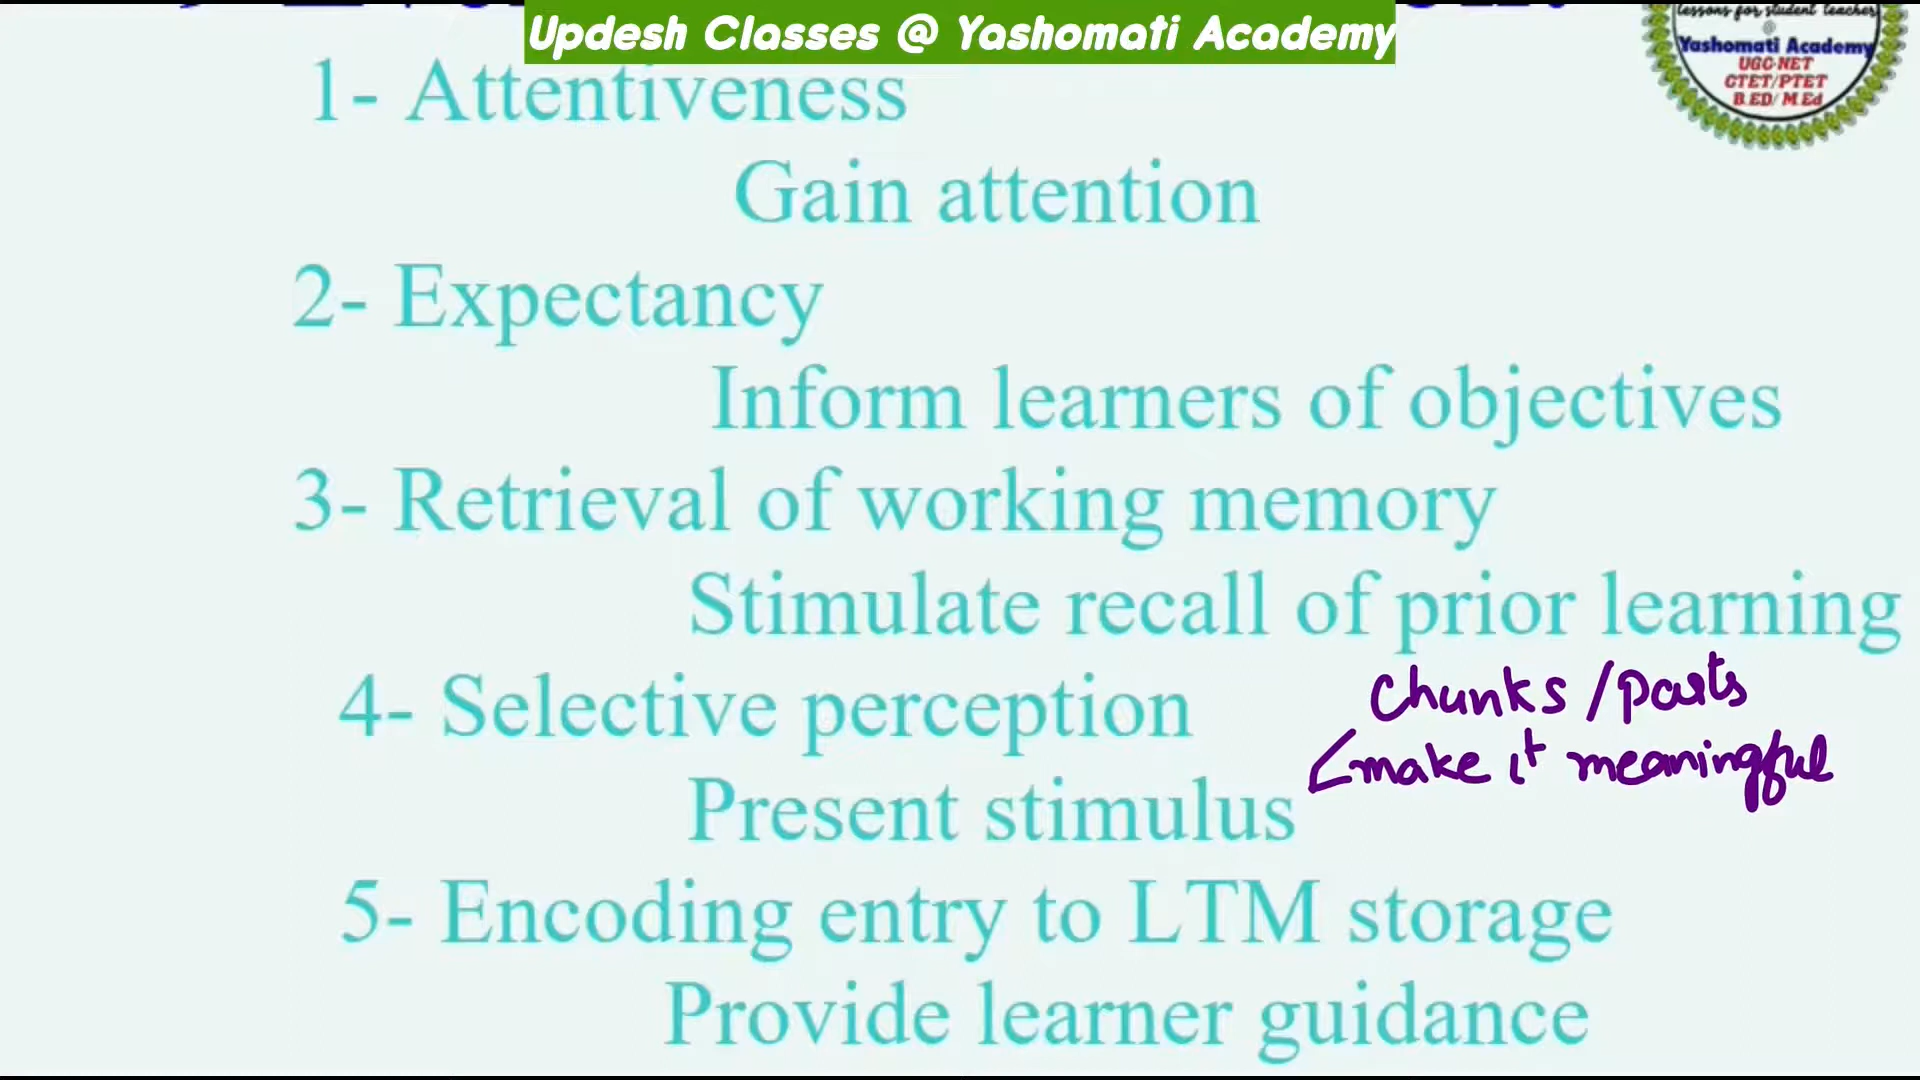 Updesh Classes @ Yashomati Academy
lessons for student teacher
Yashomati Academy
UGC-NET
CTET/PTET
B.ED/M.Ed
1- Attentiveness
Gain attention
2- Expectancy
Inform learners of objectives
3- Retrieval of working memory
Stimulate recall of prior learning
4- Selective perception
Chunks/parts
<make it meaningful
Present stimulus
5- Encoding entry to LTM storage
Provide learner guidance